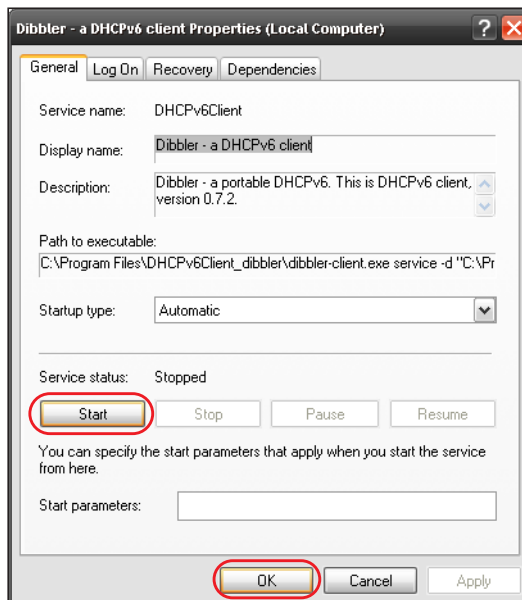 Dibbler - a DHCPv6 client Properties (Local Computer)
General Log On Recovery Dependencies
Service name: DHCPv6Client
Display name: Dibbler - a DHCPv6 client
Description: Dibbler - a portable DHCPv6. This is DHCPv6 client,
version 0.7.2.
Path to executable:
C:\Program Files\DHCPv6Client_dibbler\dibbler-client.exe service -d "C:\Pr
Startup type: Automatic
Service status: Stopped
Start Stop Pause Resume
You can specify the start parameters that apply when you start the service
from here.
Start parameters:
OK Cancel Apply